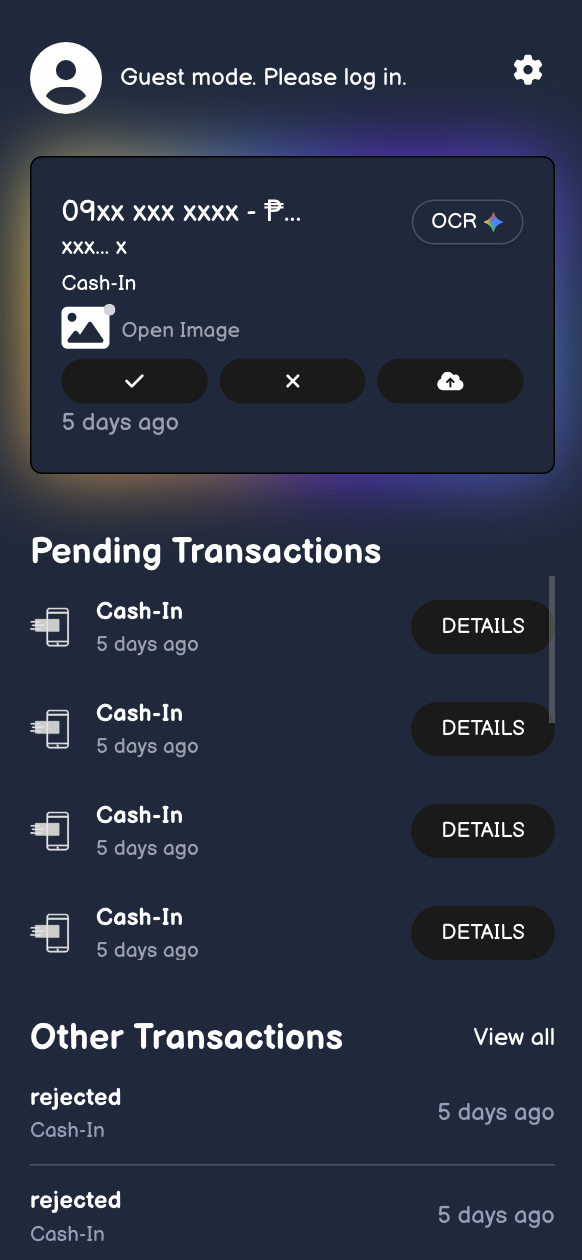 Guest mode. Please log in.
09xx xxx xxxx - ₱...
OCR
xxx... x
Cash-In
Open Image
5 days ago
Pending Transactions
Cash-In
5 days ago
DETAILS
Cash-In
5 days ago
DETAILS
Cash-In
5 days ago
DETAILS
Cash-In
5 days ago
DETAILS
Other Transactions
View all
rejected
Cash-In
5 days ago
rejected
Cash-In
5 days ago